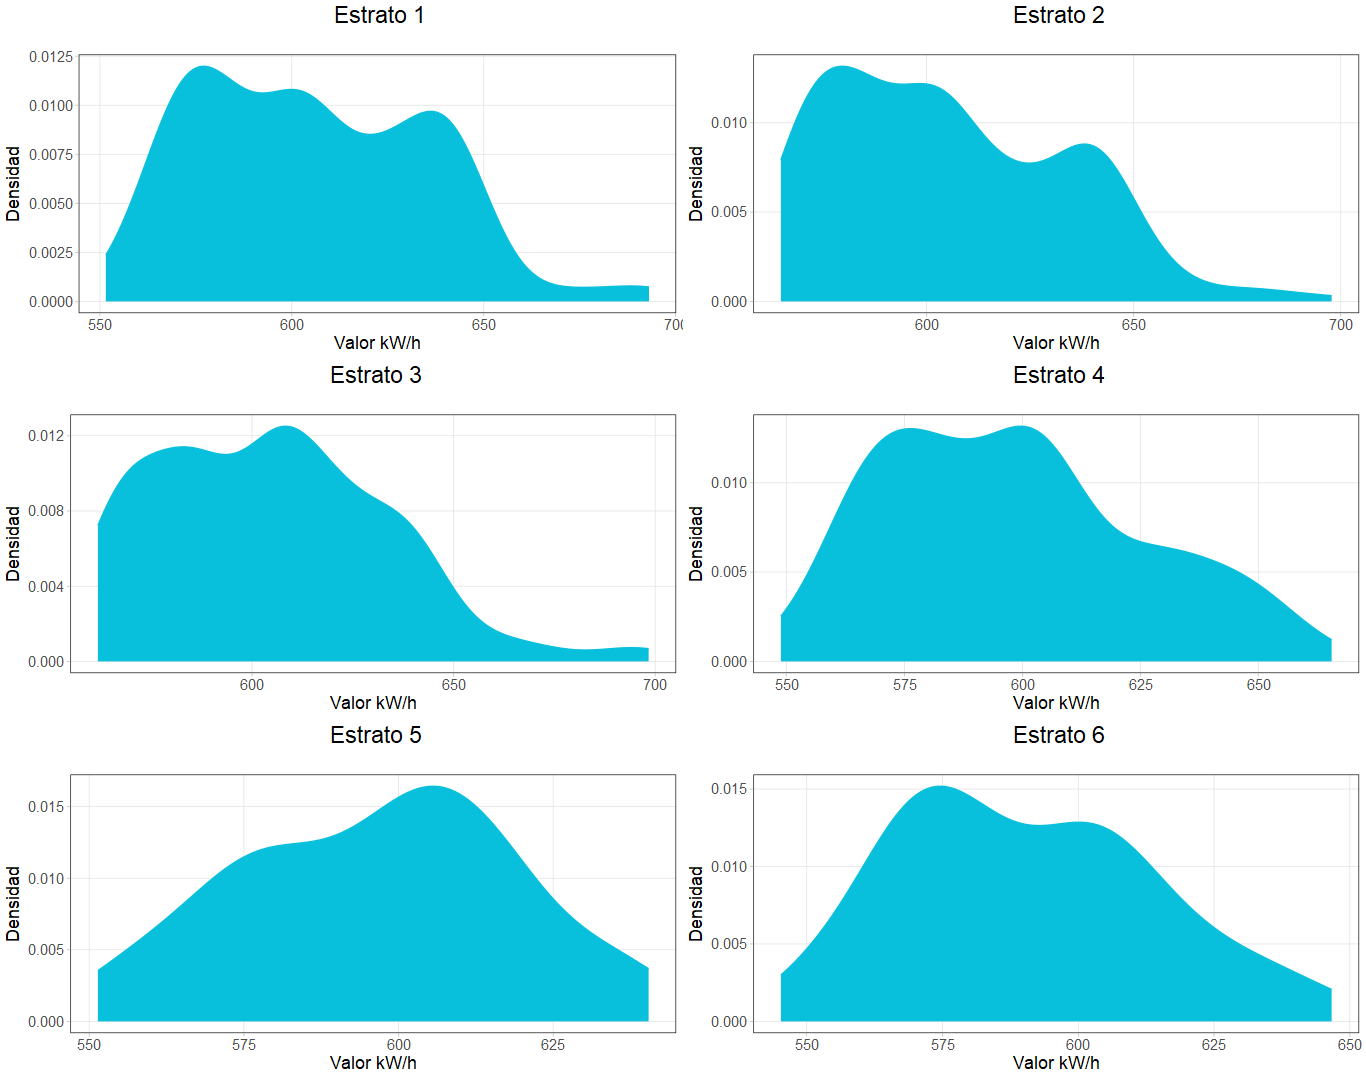 Estrato 1
0.0125
0.0100
0.0075
0.0050
0.0025
0.0000
Densidad
550 600 650 700
Valor kW/h
Estrato 2
0.010
0.005
0.000
Densidad
600 650 700
Valor kW/h
Estrato 3
0.012
0.008
0.004
0.000
Densidad
600 650 700
Valor kW/h
Estrato 4
0.010
0.005
0.000
Densidad
550 575 600 625 650
Valor kW/h
Estrato 5
0.015
0.010
0.005
0.000
Densidad
550 575 600 625
Valor kW/h
Estrato 6
0.015
0.010
0.005
0.000
Densidad
550 575 600 625 650
Valor kW/h